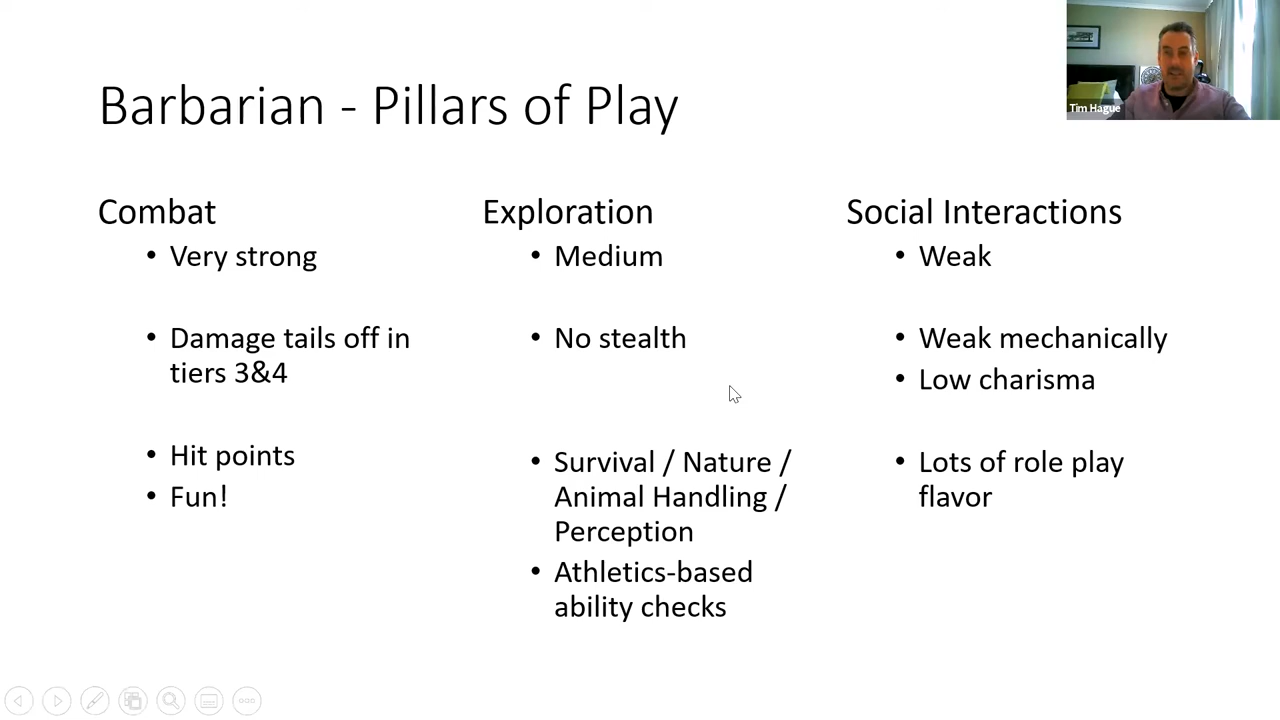 Barbarian - Pillars of Play
Tim Hague
Combat
• Very strong
• Damage tails off in
tiers 3&4
• Hit points
• Fun!
Exploration
• Medium
• No stealth
• Survival / Nature /
Animal Handling /
Perception
• Athletics-based
ability checks
Social Interactions
• Weak
• Weak mechanically
• Low charisma
• Lots of role play
flavor